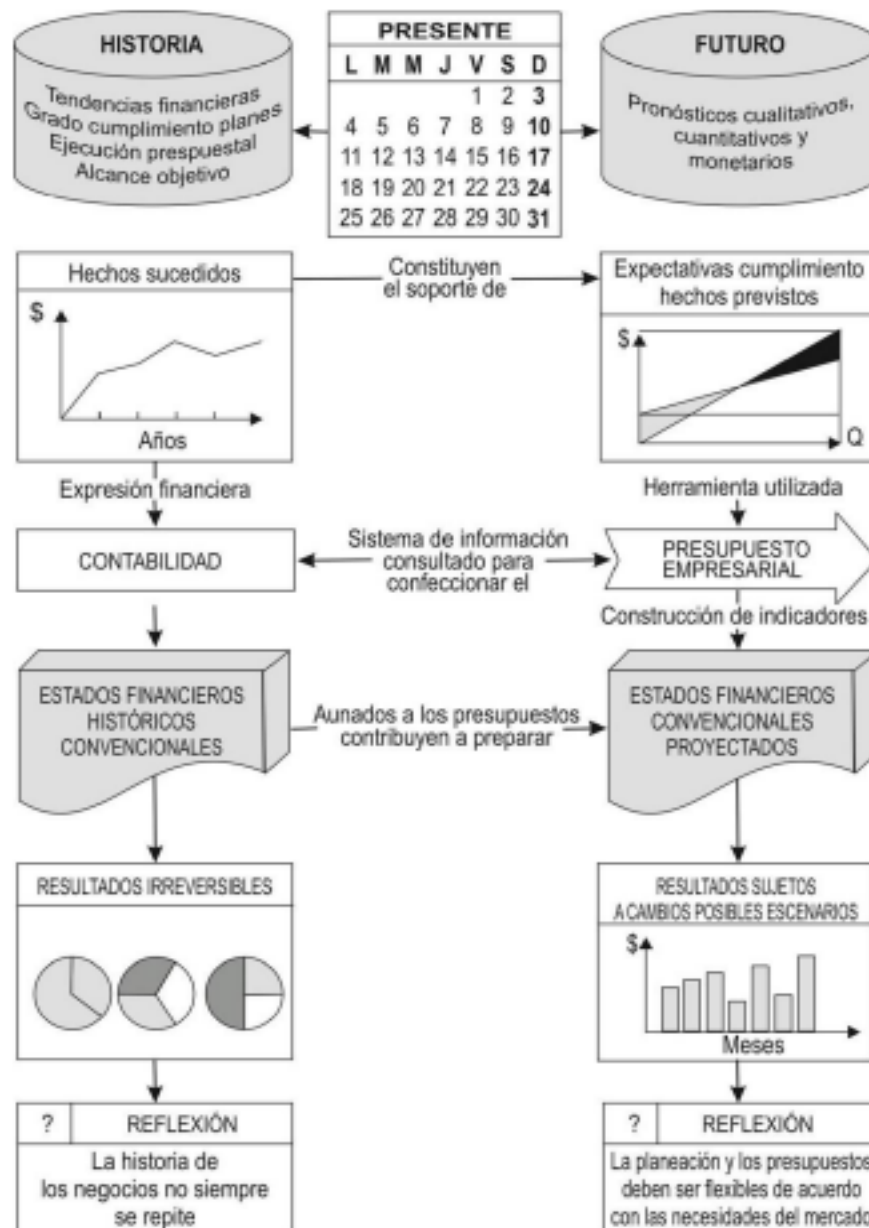 HISTORIA
Tendencias financieras
Grado cumplimiento planes
Ejecución prespuestal
Alcance objetivo
PRESENTE
L M M J V S D
1 2 3
4 5 6 7 8 9 10
11 12 13 14 15 16 17
18 19 20 21 22 23 24
25 26 27 28 29 30 31
FUTURO
Pronósticos cualitativos,
cuantitativos y
monetarios
Hechos sucedidos
$
Años
Constituyen
el soporte de
Expectativas cumplimiento
hechos previstos
$
Q
Expresión financiera
Herramienta utilizada
CONTABILIDAD
Sistema de información
consultado para
confeccionar el
PRESUPUESTO
EMPRESARIAL
Construcción de indicadores
ESTADOS FINANCIEROS
HISTÓRICOS
CONVENCIONALES
Aunados a los presupuestos
contribuyen a preparar
ESTADOS FINANCIEROS
CONVENCIONALES
PROYECTADOS
RESULTADOS IRREVERSIBLES
RESULTADOS SUJETOS
A CAMBIOS POSIBLES ESCENARIOS
$
Meses
? REFLEXIÓN
La historia de
los negocios no siempre
se repite
? REFLEXIÓN
La planeación y los presupuestos
deben ser flexibles de acuerdo
con las necesidades del mercado